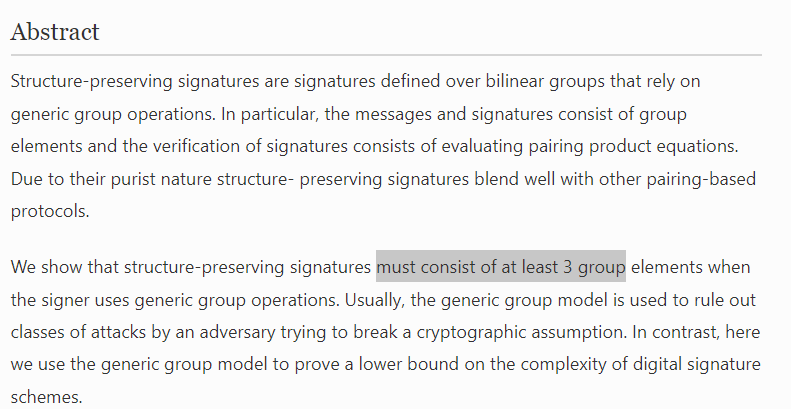 Abstract
Structure-preserving signatures are signatures defined over bilinear groups that rely on
generic group operations. In particular, the messages and signatures consist of group
elements and the verification of signatures consists of evaluating pairing product equations.
Due to their purist nature structure- preserving signatures blend well with other pairing-based
protocols.
We show that structure-preserving signatures must consist of at least 3 group elements when
the signer uses generic group operations. Usually, the generic group model is used to rule out
classes of attacks by an adversary trying to break a cryptographic assumption. In contrast, here
we use the generic group model to prove a lower bound on the complexity of digital signature
schemes.